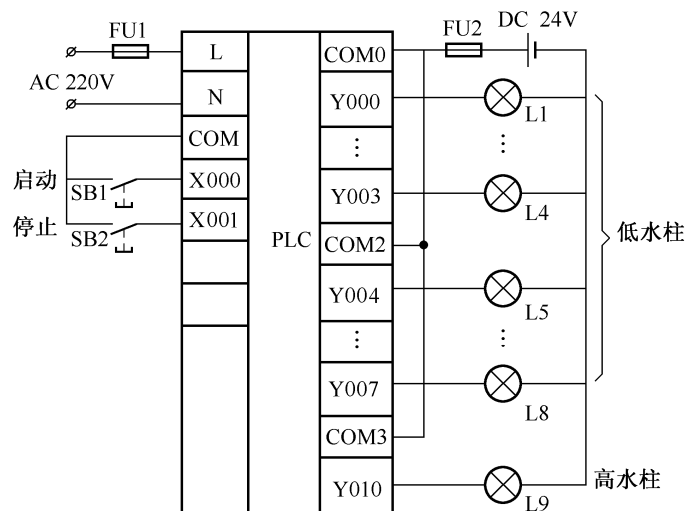 FU1
L
AC 220V
N
COM
启动
SB1
X000
停止
SB2
X001
PLC
COM0
FU2
DC 24V
Y000
L1
Y003
L4
COM2
低水柱
Y004
L5
Y007
L8
COM3
Y010
L9
高水柱